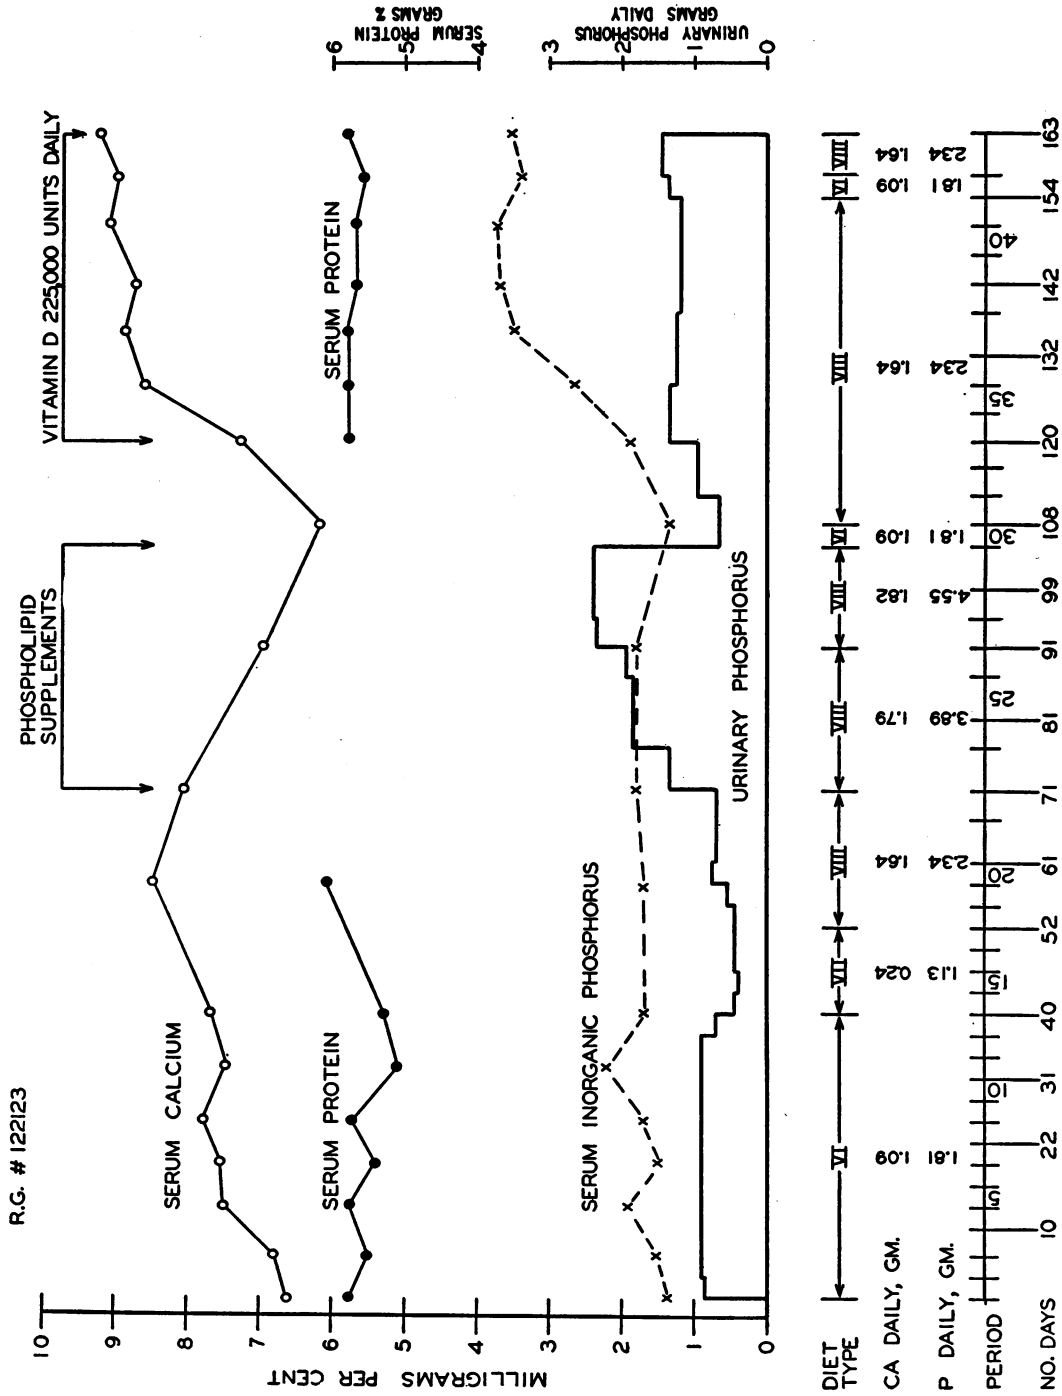 R.G. # 122123
PHOSPHOLIPID
SUPPLEMENTS
VITAMIN D 225,000 UNITS DAILY
MILLIGRAMS PER CENT
10
9
8
7
6
5
4
3
2
1
0
SERUM CALCIUM
SERUM PROTEIN
SERUM PROTEIN
SERUM INORGANIC PHOSPHORUS
URINARY PHOSPHORUS
SERUM PROTEIN
GRAMS %
6
5
4
URINARY PHOSPHORUS
GRAMS DAILY
3
2
1
0
DIET
TYPE
VI VII VIII VIII VIII VI VIII VI VIII
CA DAILY, GM. 1.09 0.24 1.64 1.79 1.82 1.09 1.64 1.09 1.64
P DAILY, GM. 1.81 1.13 2.34 3.89 4.55 1.81 2.34 1.81 2.34
PERIOD 5 10 15 20 25 30 35 40
NO. DAYS 10 22 31 40 52 61 71 81 91 99 108 120 132 142 154 163